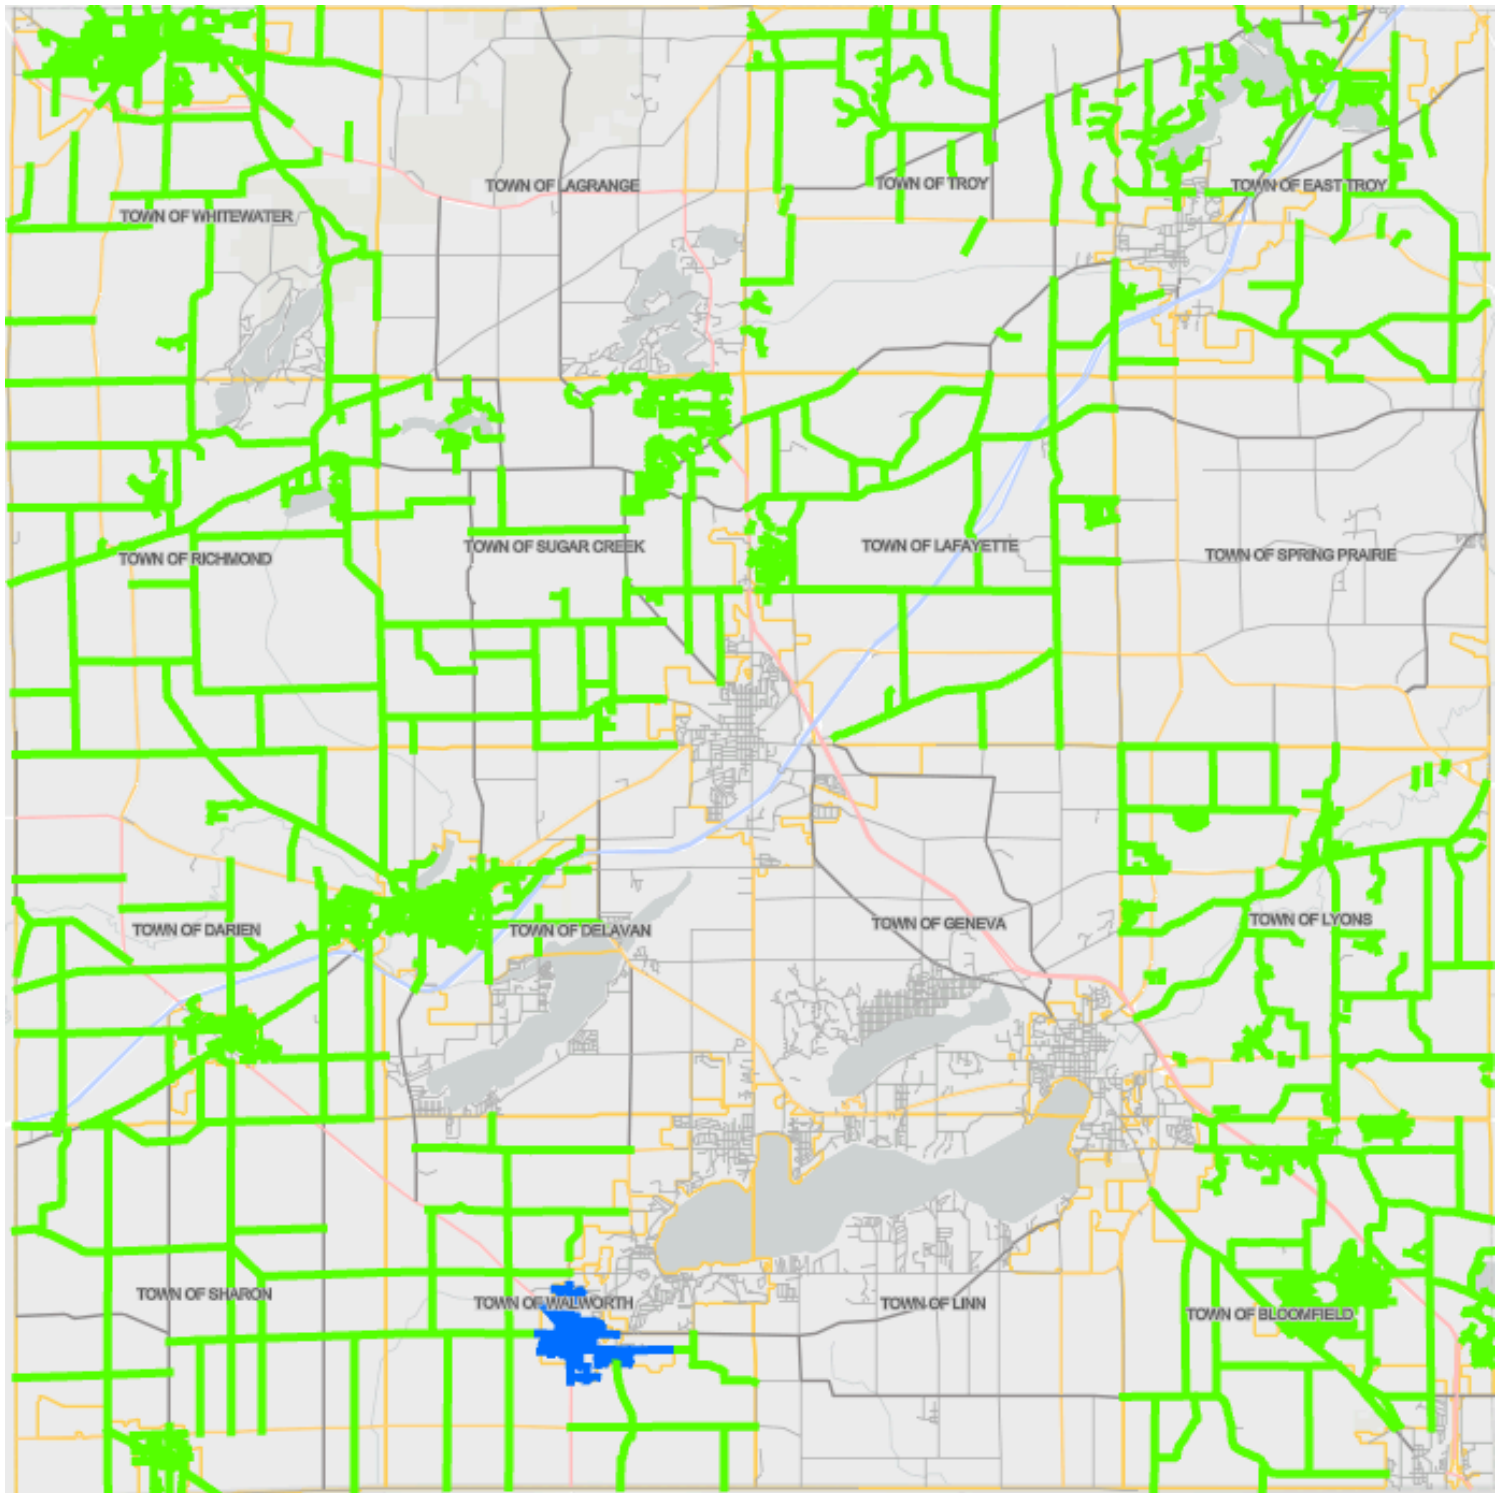 TOWN OF LAGRANGE
TOWN OF TROY
TOWN OF EAST TROY
TOWN OF WHITEWATER
TOWN OF RICHMOND
TOWN OF SUGAR CREEK
TOWN OF LAFAYETTE
TOWN OF SPRING PRAIRIE
TOWN OF DARIEN
TOWN OF DELAVAN
TOWN OF GENEVA
TOWN OF LYONS
TOWN OF SHARON
TOWN OF WALWORTH
TOWN OF LINN
TOWN OF BLOOMFIELD